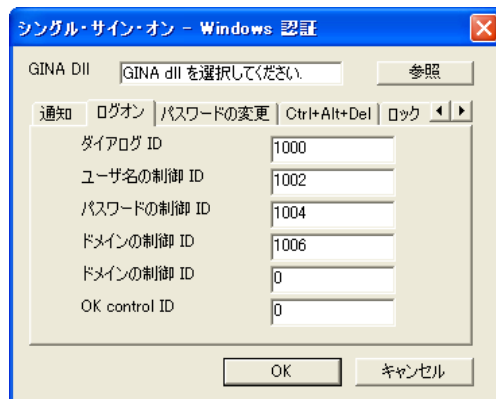 シングル・サイン・オン - Windows 認証
GINA Dll GINA dll を選択してください. 参照
通知 ログオン パスワードの変更 Ctrl+Alt+Del ロック
ダイアログ ID 1000
ユーザ名の制御 ID 1002
パスワードの制御 ID 1004
ドメインの制御 ID 1006
ドメインの制御 ID 0
OK control ID 0
OK キャンセル